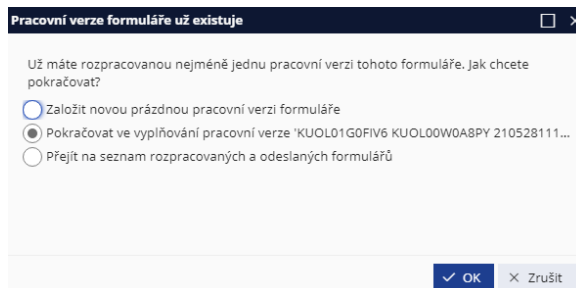 Pracovní verze formuláře už existuje
Už máte rozpracovanou nejméně jednu pracovní verzi tohoto formuláře. Jak chcete
pokračovat?
Založit novou prázdnou pracovní verzi formuláře
Pokračovat ve vyplňování pracovní verze 'KUOL01G0FIV6 KUOL00W0A8PY 210528111...
Přejít na seznam rozpracovaných a odeslaných formulářů
OK
Zrušit